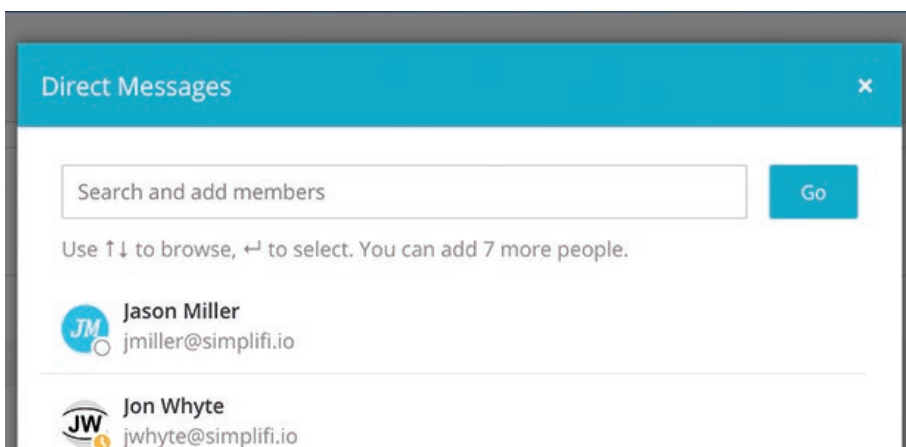 Direct Messages ×
Search and add members
Go
Use ↑↓ to browse, ↵ to select. You can add 7 more people.
JM
Jason Miller
jmiller@simplifi.io
JW
Jon Whyte
jwhyte@simplifi.io